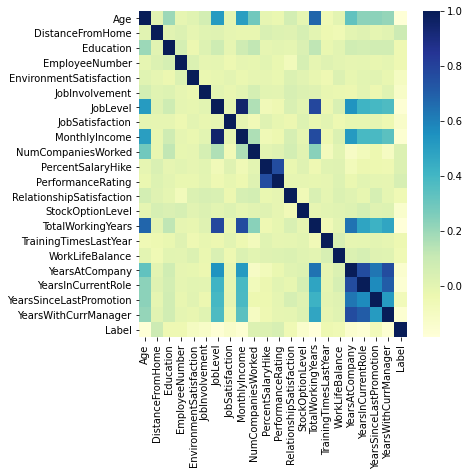 Age
DistanceFromHome
Education
EmployeeNumber
EnvironmentSatisfaction
JobInvolvement
JobLevel
JobSatisfaction
MonthlyIncome
NumCompaniesWorked
PercentSalaryHike
PerformanceRating
RelationshipSatisfaction
StockOptionLevel
TotalWorkingYears
TrainingTimesLastYear
WorkLifeBalance
YearsAtCompany
YearsInCurrentRole
YearsSinceLastPromotion
YearsWithCurrManager
Label
Age
DistanceFromHome
Education
EmployeeNumber
EnvironmentSatisfaction
JobInvolvement
JobLevel
JobSatisfaction
MonthlyIncome
NumCompaniesWorked
PercentSalaryHike
PerformanceRating
RelationshipSatisfaction
StockOptionLevel
TotalWorkingYears
TrainingTimesLastYear
WorkLifeBalance
YearsAtCompany
YearsInCurrentRole
YearsSinceLastPromotion
YearsWithCurrManager
Label
1.0
0.8
0.6
0.4
0.2
0.0